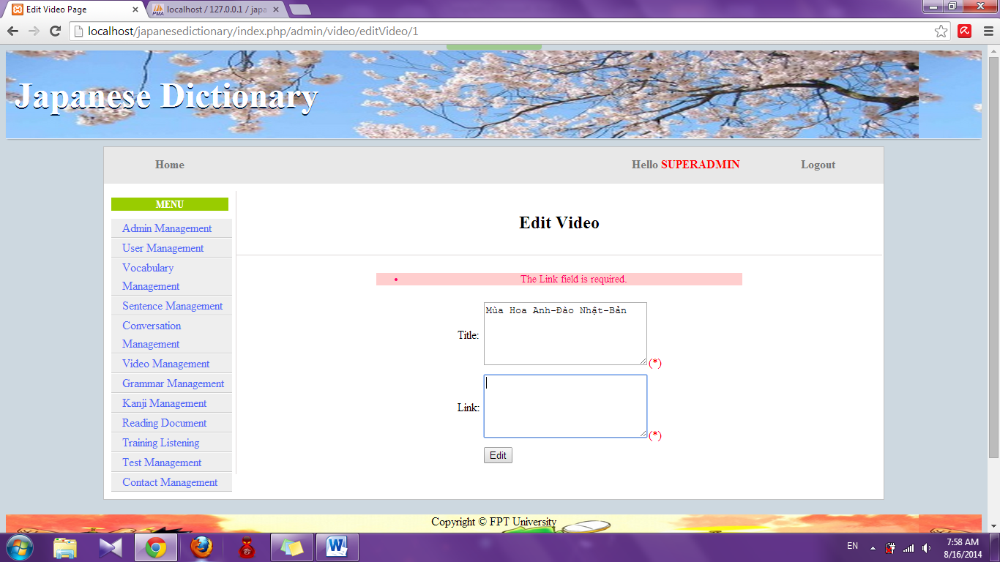 Edit Video Page
localhost / 127.0.0.1 / japa
localhost/japanesedictionary/index.php/admin/video/editVideo/1
Japanese Dictionary
Home
Hello SUPERADMIN
Logout
MENU
Admin Management
User Management
Vocabulary
Management
Sentence Management
Conversation
Management
Video Management
Grammar Management
Kanji Management
Reading Document
Training Listening
Test Management
Contact Management
Edit Video
• The Link field is required.
Title:
Mùa Hoa Anh-Đào Nhật-Bản
(*)
Link:
(*)
Edit
Copyright © FPT University
EN
7:58 AM
8/16/2014